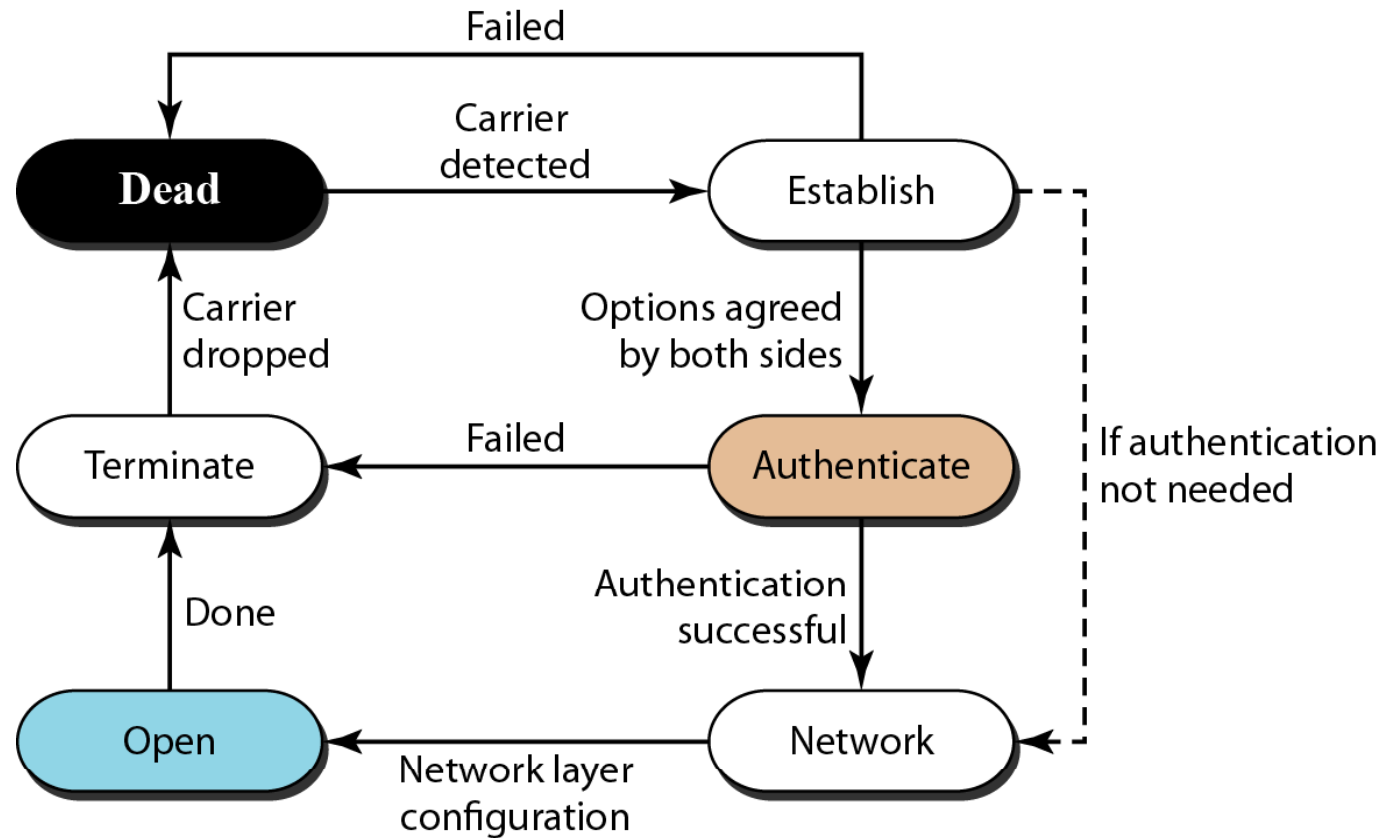 Failed
Carrier
detected
Dead
Establish
Carrier
dropped
Options agreed
by both sides
Terminate
Failed
Authenticate
If authentication
not needed
Done
Authentication
successful
Open
Network
Network layer
configuration